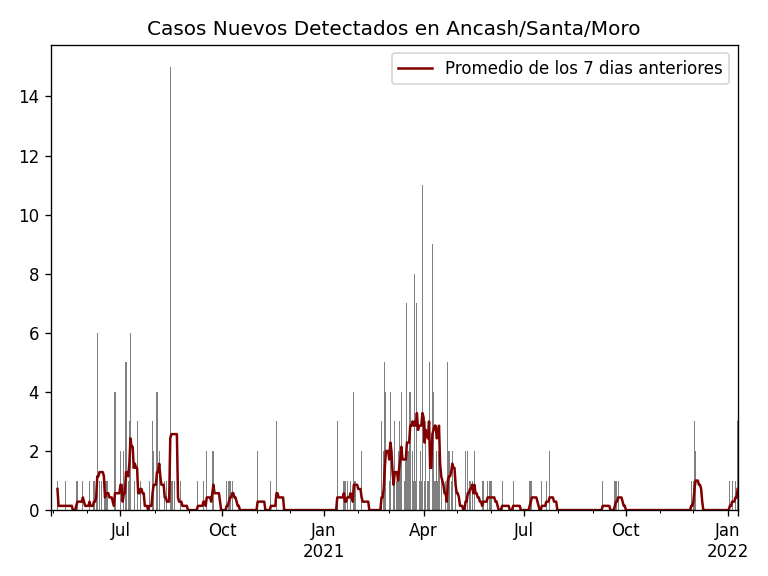 Casos Nuevos Detectados en Ancash/Santa/Moro
Promedio de los 7 dias anteriores
14
12
10
8
6
4
2
0
Jul
Oct
Jan
2021
Apr
Jul
Oct
Jan
2022